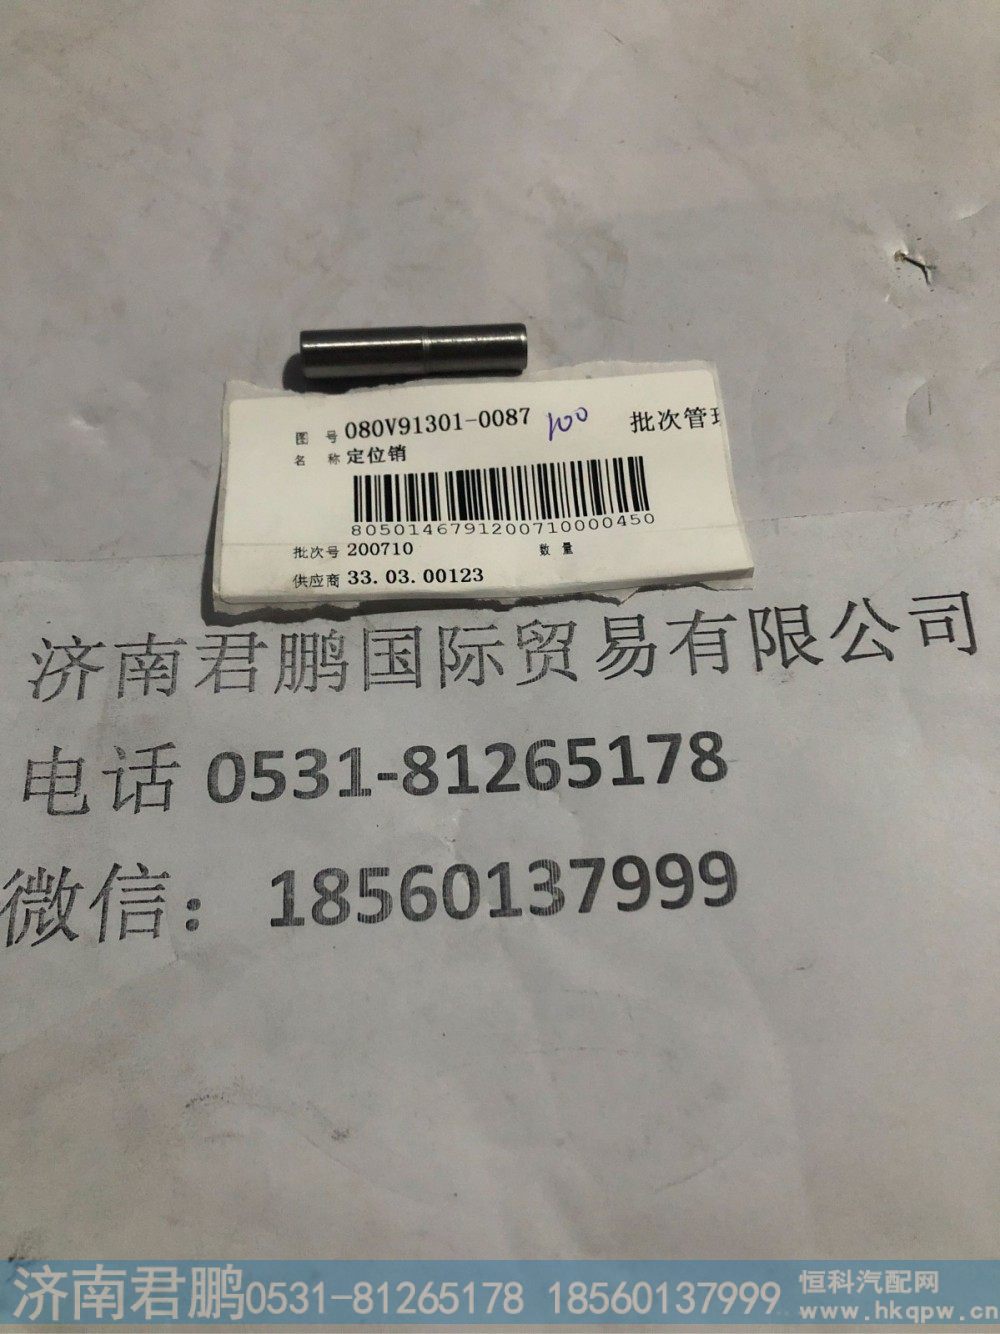 图 号 080V91301-0087 100 批次管
名 称 定位销
80501467912007100000450
批次号 200710 数 量
供应商 33.03.00123
济南君鹏国际贸易有限公司
电话 0531-81265178
微信: 18560137999
济南君鹏0531-81265178 18560137999
恒科汽配网
www.hkqpw.cn